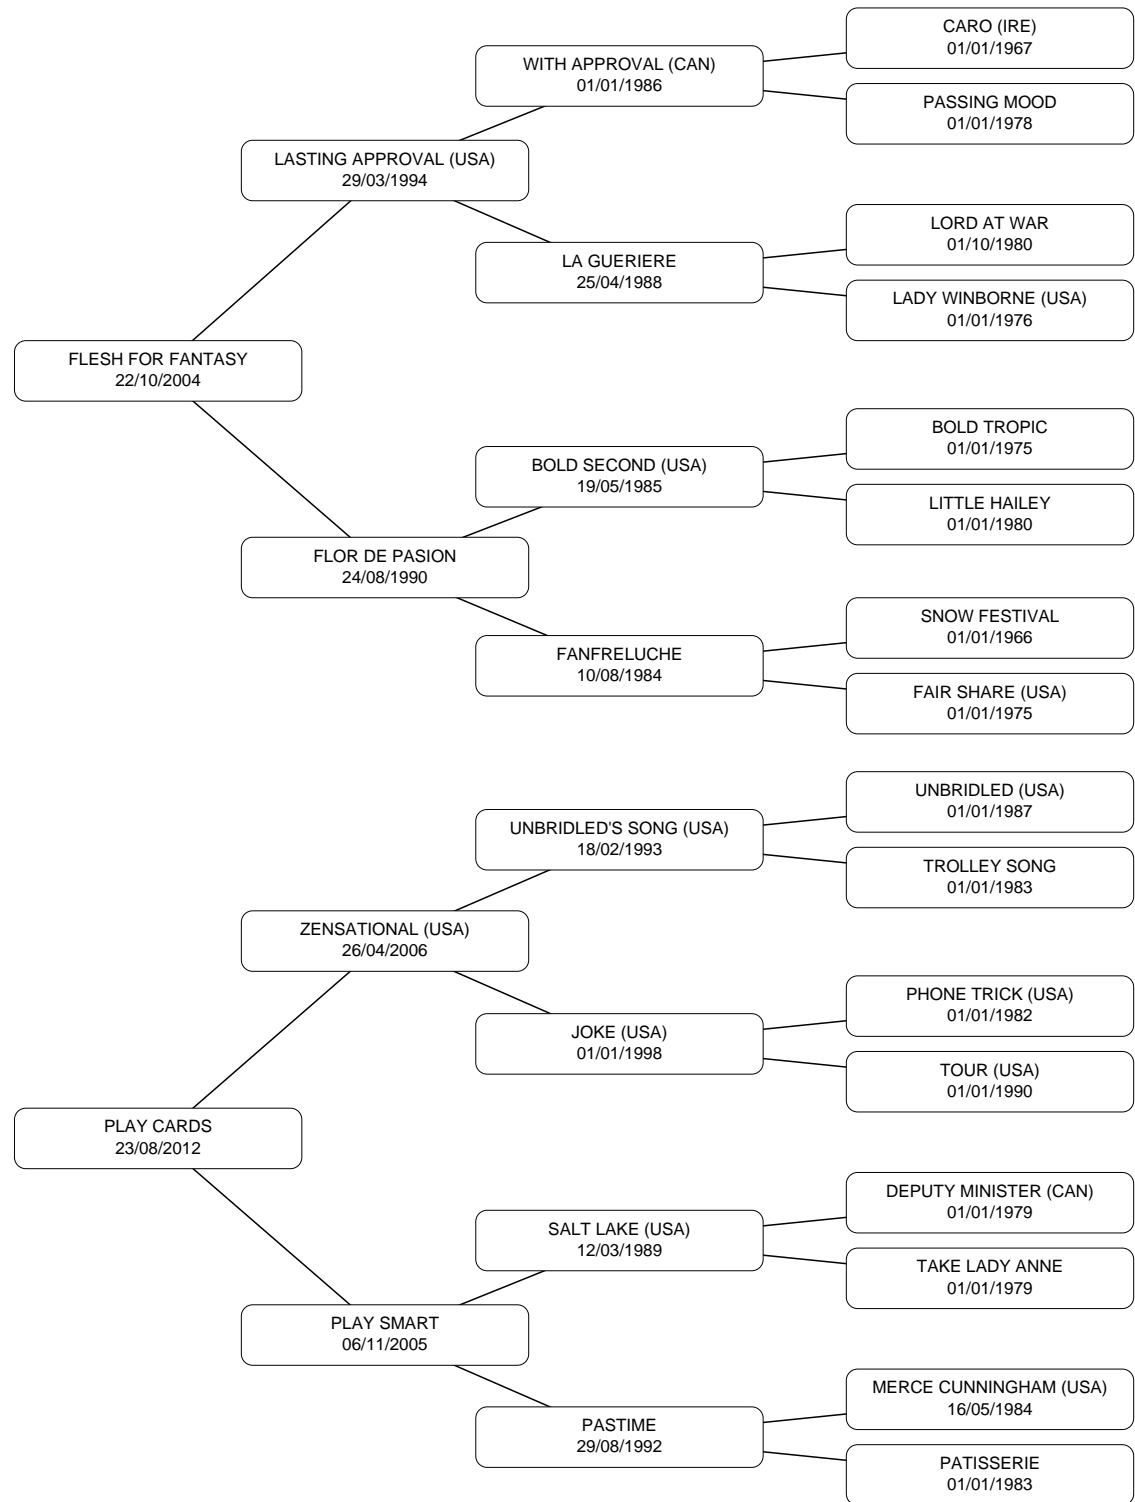 CARO (IRE)
01/01/1967
WITH APPROVAL (CAN)
01/01/1986
PASSING MOOD
01/01/1978
LASTING APPROVAL (USA)
29/03/1994
LORD AT WAR
01/10/1980
LA GUERIERE
25/04/1988
LADY WINBORNE (USA)
01/01/1976
FLESH FOR FANTASY
22/10/2004
BOLD TROPIC
01/01/1975
BOLD SECOND (USA)
19/05/1985
LITTLE HAILEY
01/01/1980
FLOR DE PASION
24/08/1990
SNOW FESTIVAL
01/01/1966
FANFRELUCHE
10/08/1984
FAIR SHARE (USA)
01/01/1975
UNBRIDLED (USA)
01/01/1987
UNBRIDLED'S SONG (USA)
18/02/1993
TROLLEY SONG
01/01/1983
ZENSATIONAL (USA)
26/04/2006
PHONE TRICK (USA)
01/01/1982
JOKE (USA)
01/01/1998
TOUR (USA)
01/01/1990
PLAY CARDS
23/08/2012
DEPUTY MINISTER (CAN)
01/01/1979
SALT LAKE (USA)
12/03/1989
TAKE LADY ANNE
01/01/1979
PLAY SMART
06/11/2005
MERCE CUNNINGHAM (USA)
16/05/1984
PASTIME
29/08/1992
PATISSERIE
01/01/1983